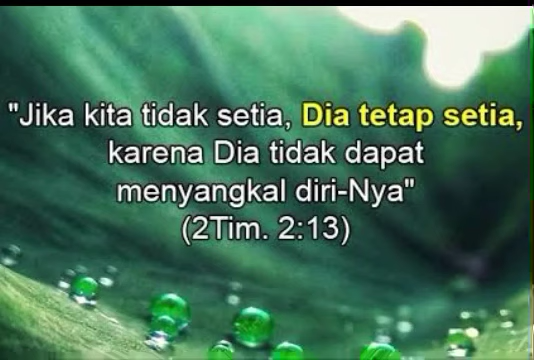 "Jika kita tidak setia, Dia tetap setia,
karena Dia tidak dapat
menyangkal diri-Nya"
(2Tim. 2:13)